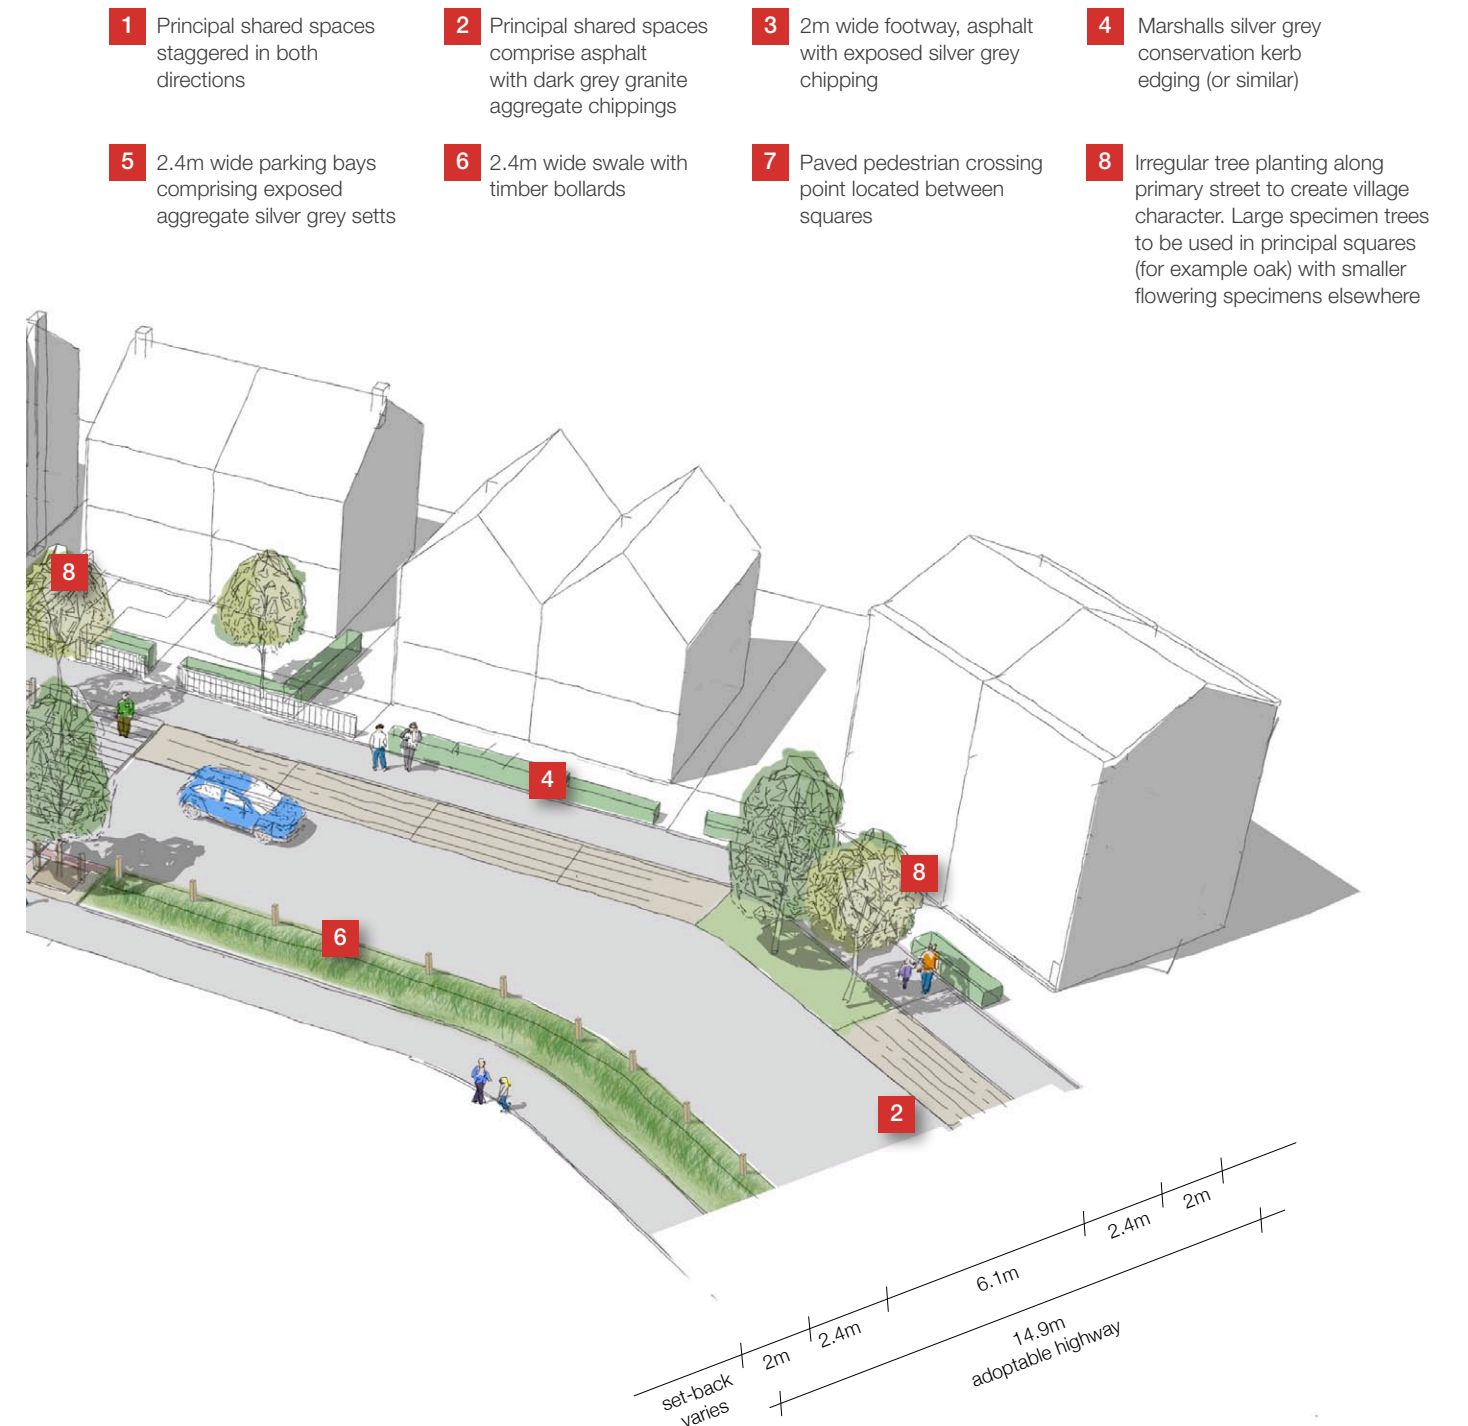 1
Principal shared spaces
staggered in both
directions
2
Principal shared spaces
comprise asphalt
with dark grey granite
aggregate chippings
3
2m wide footway, asphalt
with exposed silver grey
chipping
4
Marshalls silver grey
conservation kerb
edging (or similar)
5
2.4m wide parking bays
comprising exposed
aggregate silver grey setts
6
2.4m wide swale with
timber bollards
7
Paved pedestrian crossing
point located between
squares
8
Irregular tree planting along
primary street to create village
character. Large specimen trees
to be used in principal squares
(for example oak) with smaller
flowering specimens elsewhere
8
4
8
6
2
set-back
varies
2m
2.4m
6.1m
2.4m
2m
14.9m
adoptable highway